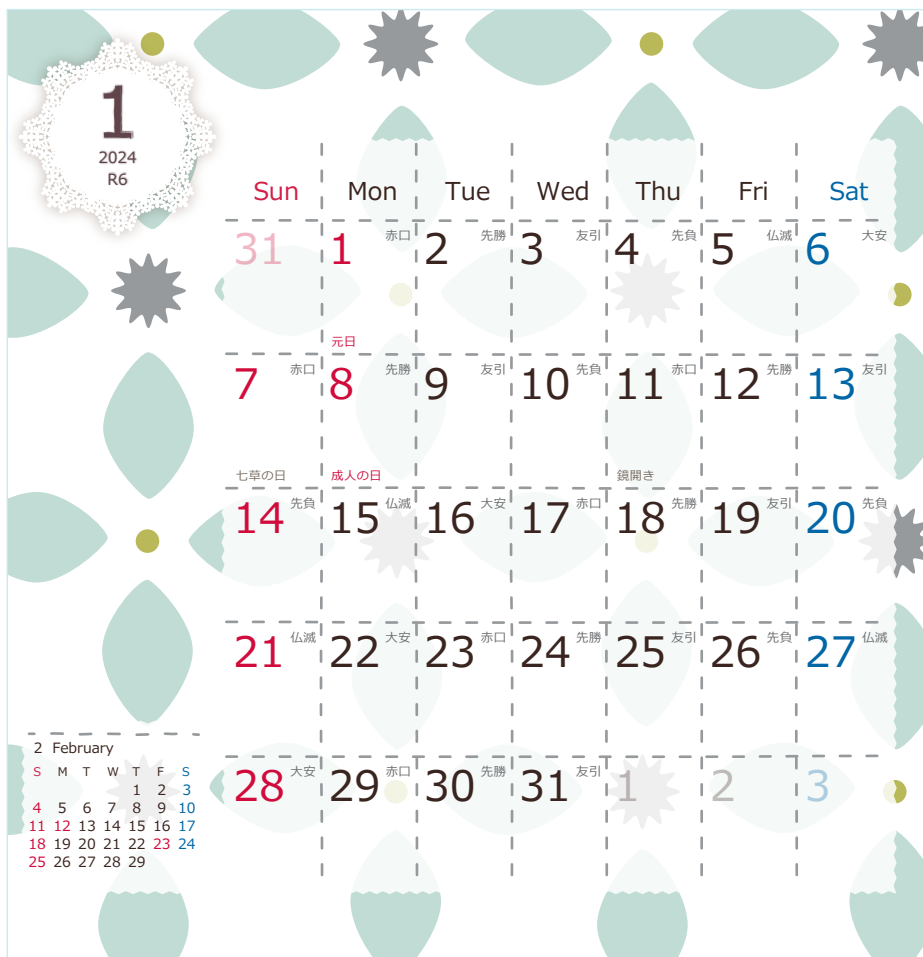 1
2024
R6
Sun Mon Tue Wed Thu Fri Sat
31 1 赤口 2 先勝 3 友引 4 先負 5 仏滅 6 大安
元日
7 赤口 8 先勝 9 友引 10 先負 11 赤口 12 先勝 13 友引
七草の日 成人の日 鏡開き
14 先負 15 仏滅 16 大安 17 赤口 18 先勝 19 友引 20 先負
21 仏滅 22 大安 23 赤口 24 先勝 25 友引 26 先負 27 仏滅
28 大安 29 赤口 30 先勝 31 友引 1 2 3
2 February
S M T W T F S
1 2 3
4 5 6 7 8 9 10
11 12 13 14 15 16 17
18 19 20 21 22 23 24
25 26 27 28 29